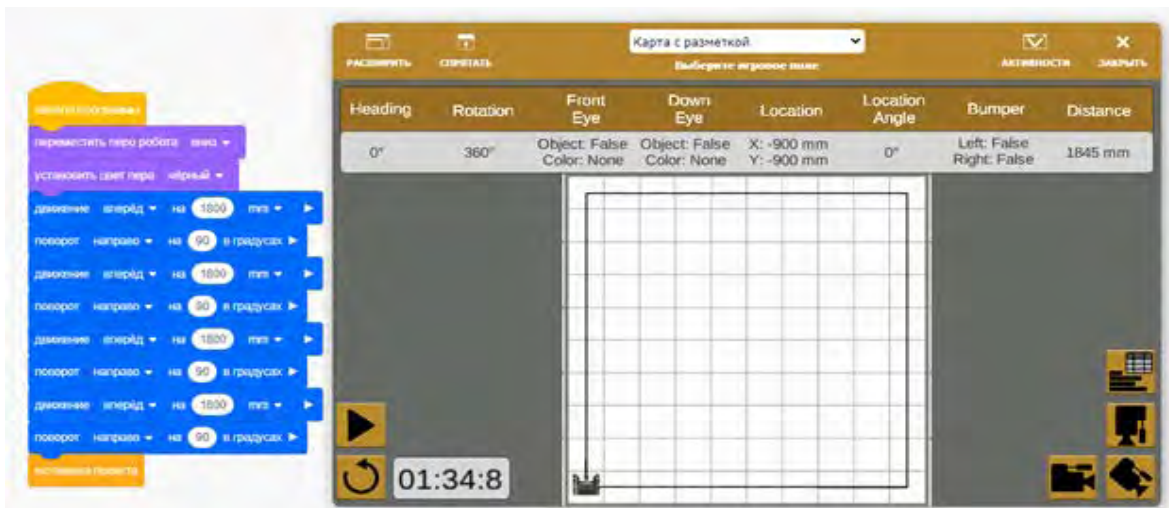 РАСШИРИТЬ
СПРЯТАТЬ
Карта с разметкой
Выберите игровое поле
АКТИВНОСТИ
ЗАКРЫТЬ
Heading Rotation Front Eye Down Eye Location Location Angle Bumper Distance
0° 360° Object: False Color: None Object: False Color: None X: -900 mm Y: -900 mm 0° Left: False Right: False 1845 mm
переместить перо робота вниз
установить цвет пера чёрный
движение вперёд на 1800 mm
поворот направо на 90 в градусах
движение вперёд на 1800 mm
поворот направо на 90 в градусах
движение вперёд на 1800 mm
поворот направо на 90 в градусах
движение вперёд на 1800 mm
поворот направо на 90 в градусах
01:34:8